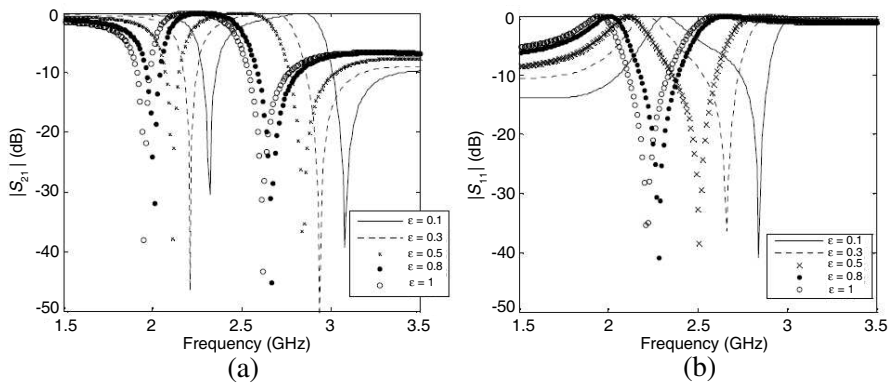 0
-10
-20
-30
-40
-50
|S21| (dB)
1.5
2
2.5
3
3.5
Frequency (GHz)
ε = 0.1
ε = 0.3
ε = 0.5
ε = 0.8
ε = 1
(a)
0
-10
-20
-30
-40
-50
|S11| (dB)
1.5
2
2.5
3
3.5
Frequency (GHz)
ε = 0.1
ε = 0.3
ε = 0.5
ε = 0.8
ε = 1
(b)